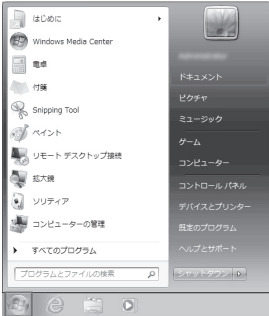 はじめに
Windows Media Center
電卓
付箋
Snipping Tool
ペイント
リモート デスクトップ接続
拡大鏡
ソリティア
コンピューターの管理
すべてのプログラム
プログラムとファイルの検索
ドキュメント
ピクチャ
ミュージック
ゲーム
コンピューター
コントロール パネル
デバイスとプリンター
既定のプログラム
ヘルプとサポート
シャットダウン